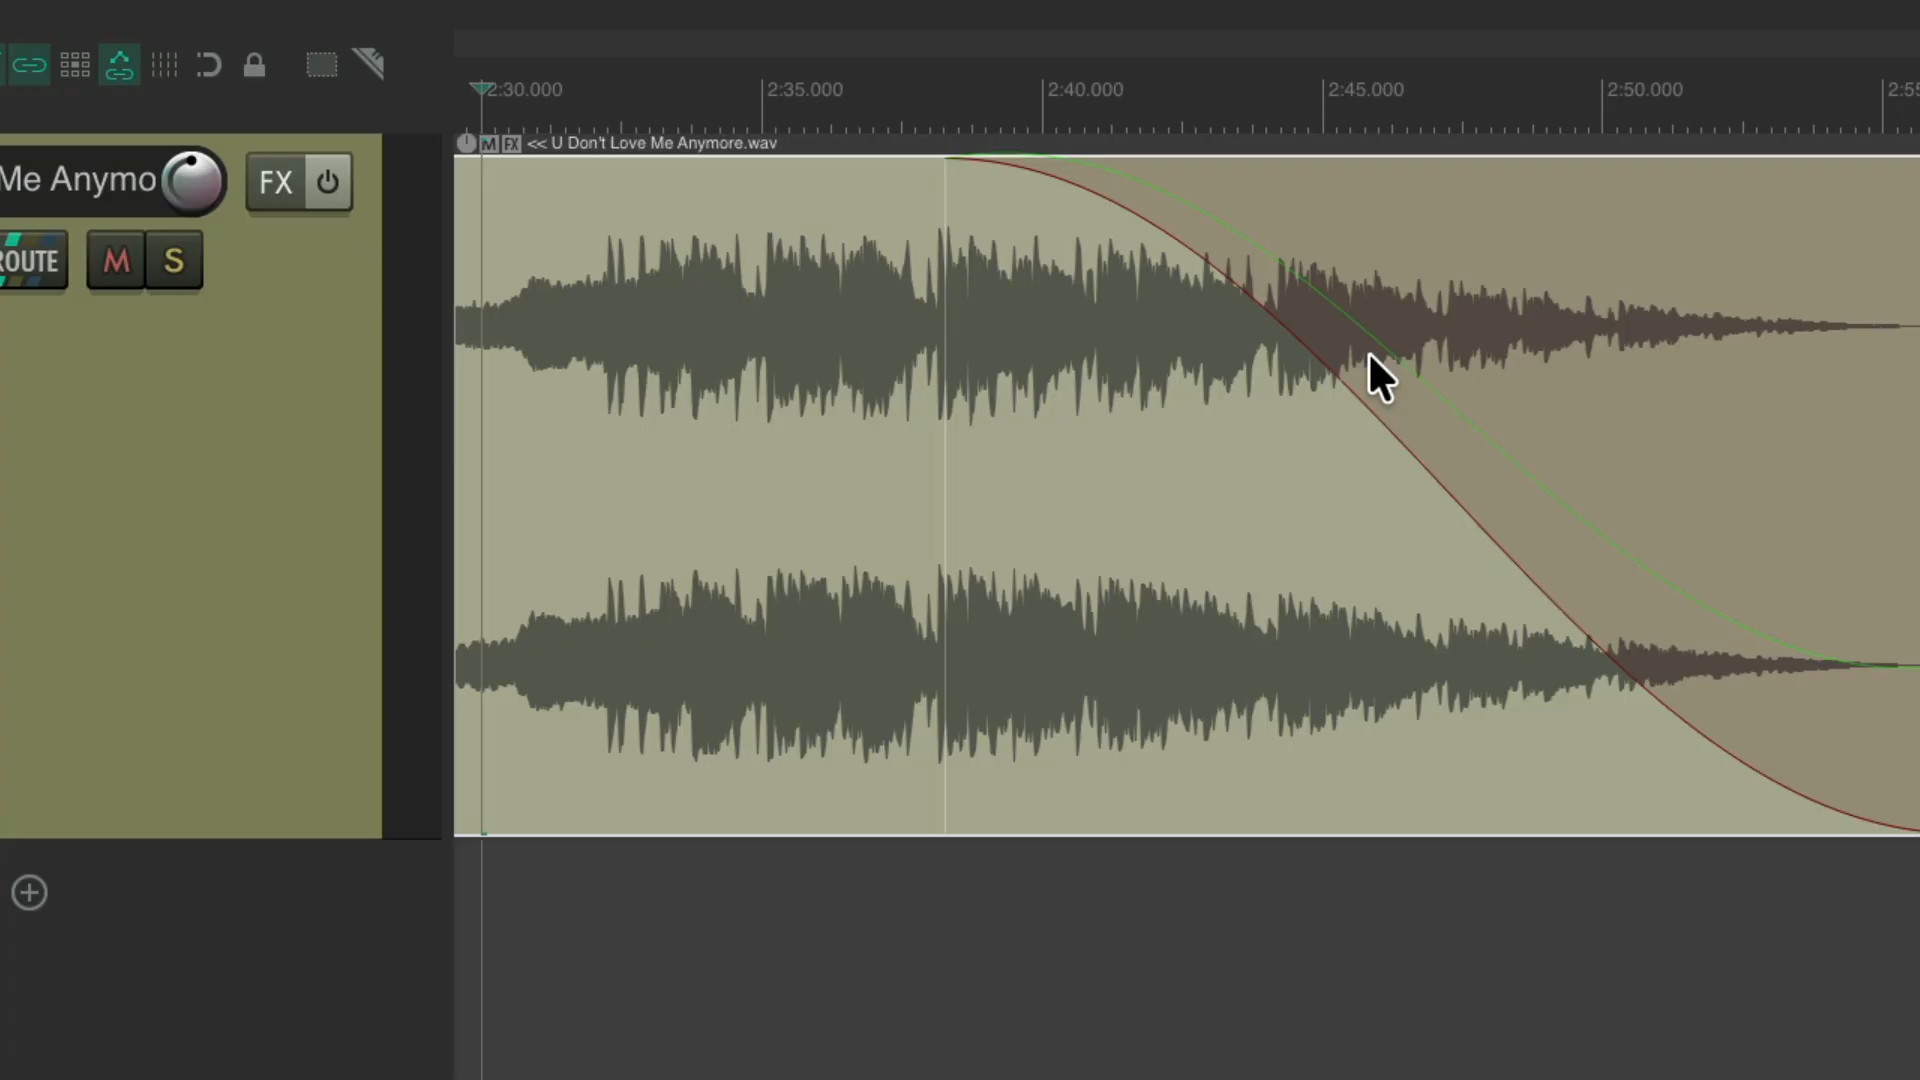 2:30.000 2:35.000 2:40.000 2:45.000 2:50.000 2:55
M FX << U Don't Love Me Anymore.wav
Me Anymo FX
ROUTE M S